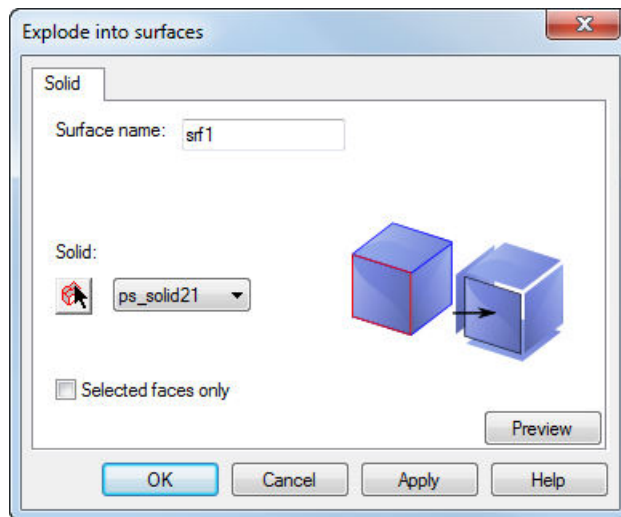 Explode into surfaces
Solid
Surface name: srf1
Solid:
ps_solid21
Selected faces only
Preview
OK Cancel Apply Help